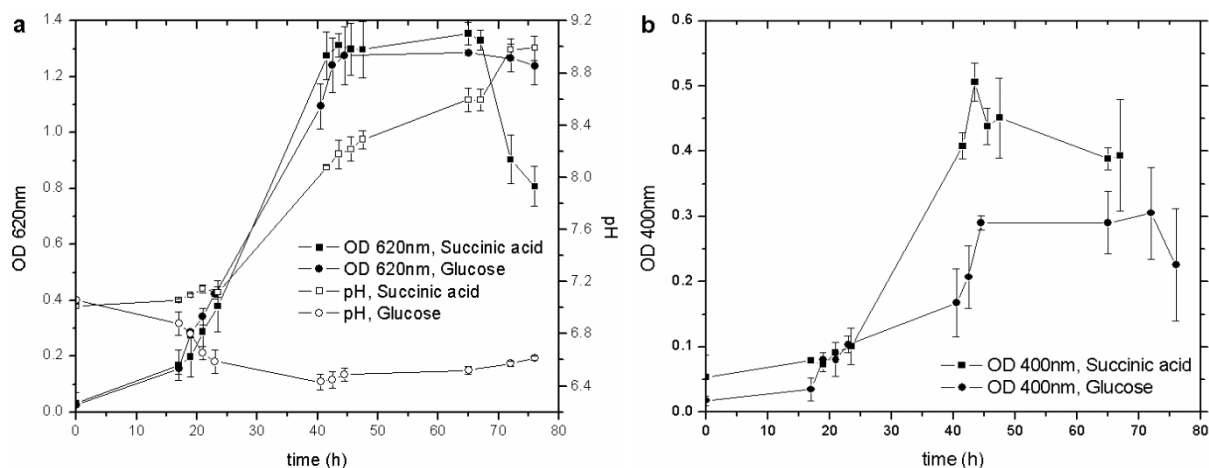 a
1.4
1.2
1.0
0.8
0.6
0.4
0.2
0.0
OD 620nm
9.2
8.8
8.4
8.0
7.6
7.2
6.8
6.4
pH
OD 620nm, Succinic acid
OD 620nm, Glucose
pH, Succinic acid
pH, Glucose
0 20 40 60 80
time (h)
b
0.6
0.5
0.4
0.3
0.2
0.1
0.0
OD 400nm
OD 400nm, Succinic acid
OD 400nm, Glucose
0 10 20 30 40 50 60 70 80
time (h)